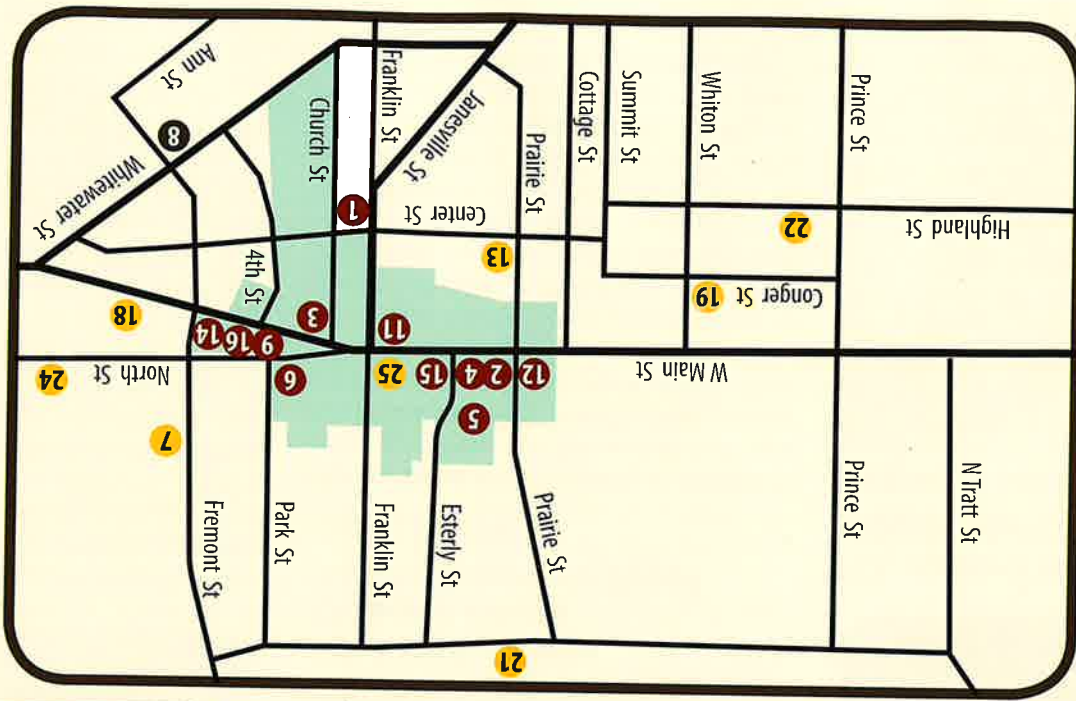 21
N Tratt St
Prince St
Prairie St
Esterly St
Franklin St
Park St
Fremont St
7
5
W Main St
12
2
4
15
25
9
North St
24
11
3
6
16
14
18
Conger St
19
13
4th St
Highland St
22
Center St
1
Whitewater St
Prince St
Whiton St
Summit St
Cottage St
Prairie St
Janesville St
Franklin St
Church St
8
Ann St